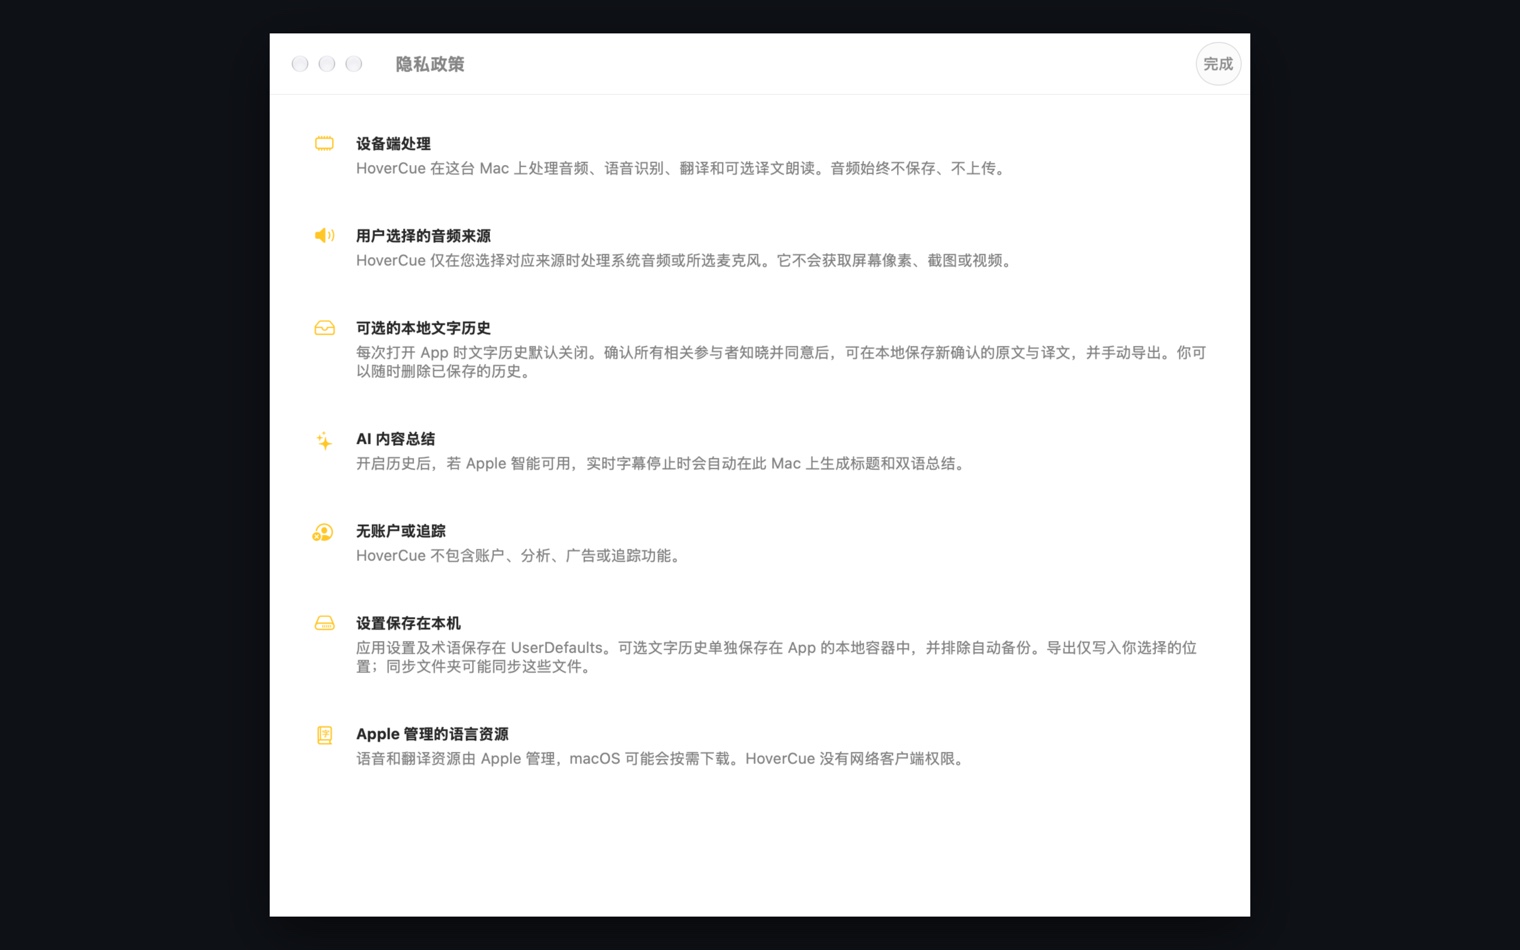 隐私政策
完成
设备端处理
HoverCue 在这台 Mac 上处理音频、语音识别、翻译和可选译文朗读。音频始终不保存、不上传。
用户选择的音频来源
HoverCue 仅在您选择对应来源时处理系统音频或所选麦克风。它不会获取屏幕像素、截图或视频。
可选的本地文字历史
每次打开 App 时文字历史默认关闭。确认所有相关参与者知晓并同意后，可在本地保存新确认的原文与译文，并手动导出。你可
以随时删除已保存的历史。
AI 内容总结
开启历史后，若 Apple 智能可用，实时字幕停止时会自动在此 Mac 上生成标题和双语总结。
无账户或追踪
HoverCue 不包含账户、分析、广告或追踪功能。
设置保存在本机
应用设置及术语保存在 UserDefaults。可选文字历史单独保存在 App 的本地容器中，并排除自动备份。导出仅写入你选择的位
置；同步文件夹可能同步这些文件。
Apple 管理的语言资源
语音和翻译资源由 Apple 管理，macOS 可能会按需下载。HoverCue 没有网络客户端权限。